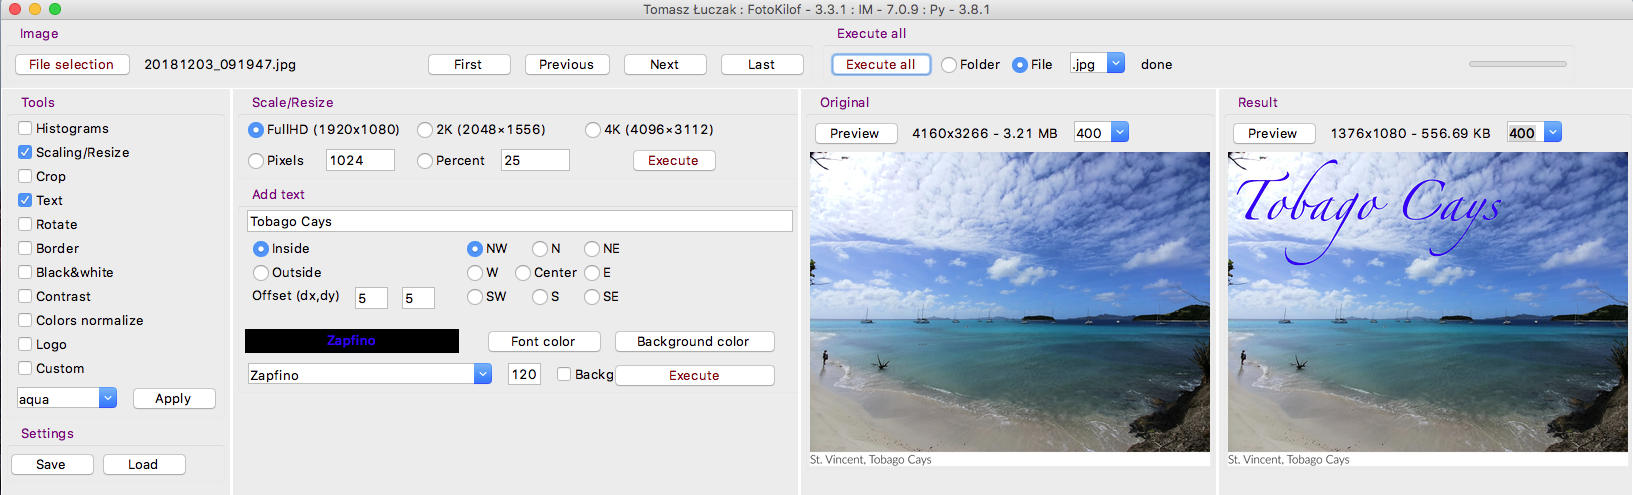 Tomasz Łuczak : FotoKilof - 3.3.1 : IM - 7.0.9 : Py - 3.8.1
Image
File selection 20181203_091947.jpg First Previous Next Last
Execute all
Execute all Folder File .jpg done
Tools
Histograms
Scaling/Resize
Crop
Text
Rotate
Border
Black&white
Contrast
Colors normalize
Logo
Custom
aqua Apply
Settings
Save Load
Scale/Resize
FullHD (1920x1080) 2K (2048×1556) 4K (4096×3112)
Pixels 1024 Percent 25 Execute
Add text
Tobago Cays
Inside NW N NE
Outside W Center E
Offset (dx,dy) 5 5 SW S SE
Zapfino Font color Background color
Zapfino 120 Backg Execute
Original
Preview 4160x3266 - 3.21 MB 400
St. Vincent, Tobago Cays
Result
Preview 1376x1080 - 556.69 KB 400
Tobago Cays
St. Vincent, Tobago Cays